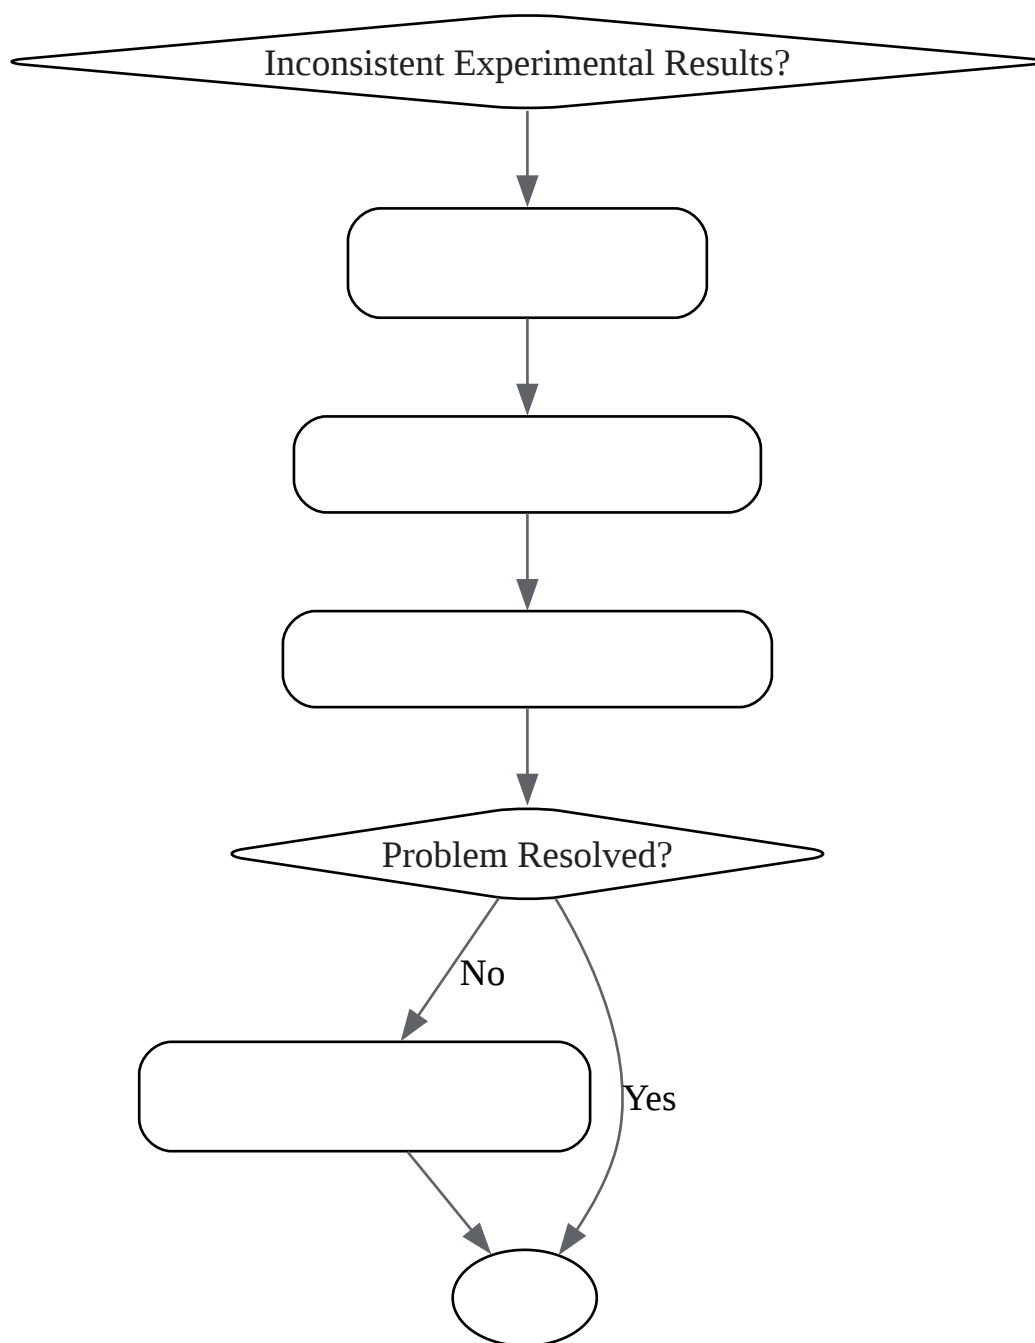 Inconsistent Experimental Results?
Problem Resolved?
No
Yes